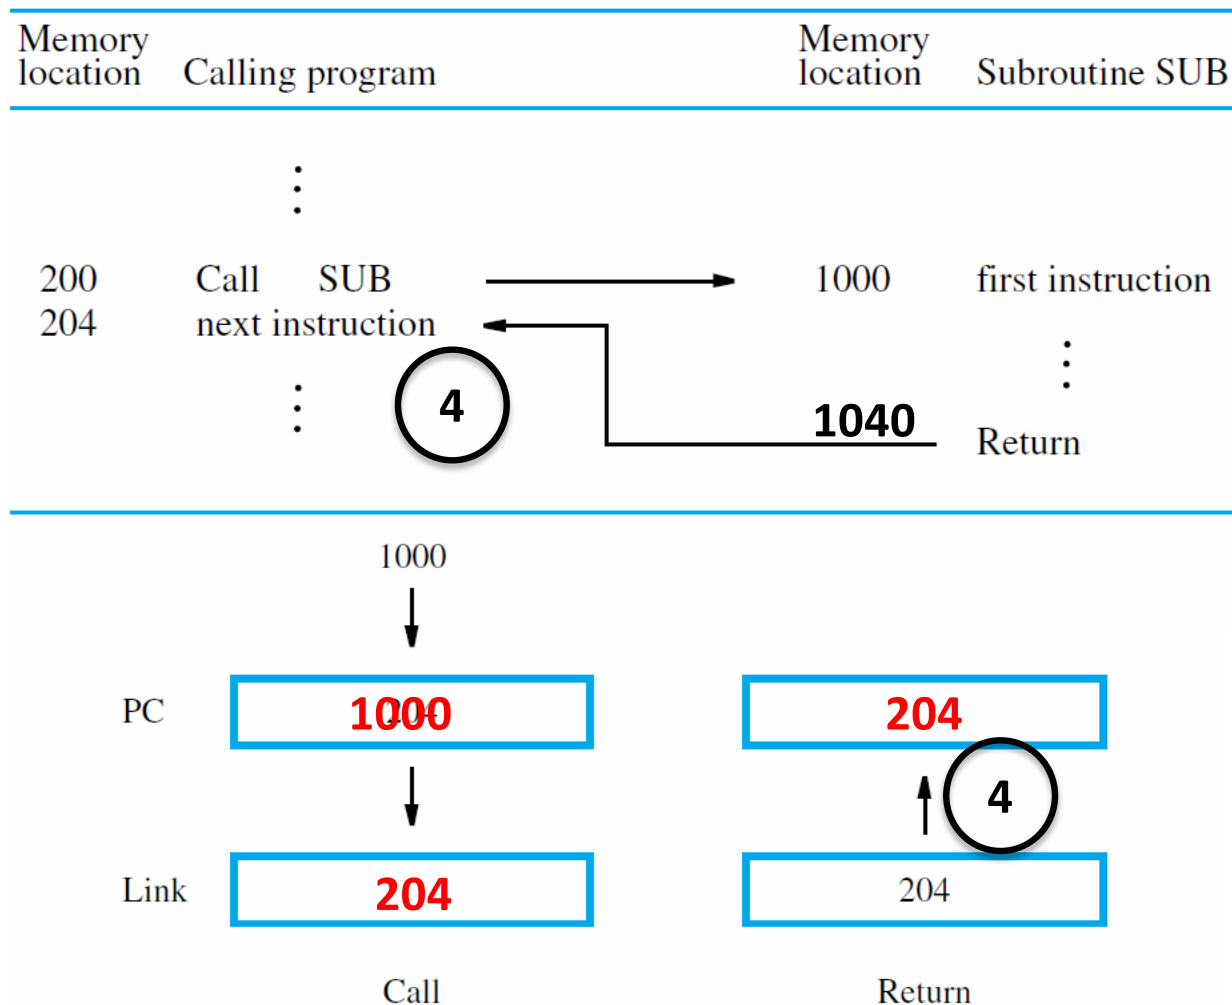 Memory location Calling program Memory location Subroutine SUB
200 Call SUB 1000 first instruction
204 next instruction
4
1040 Return
1000
PC 1000 204 204
4
Link 204 204
Call Return